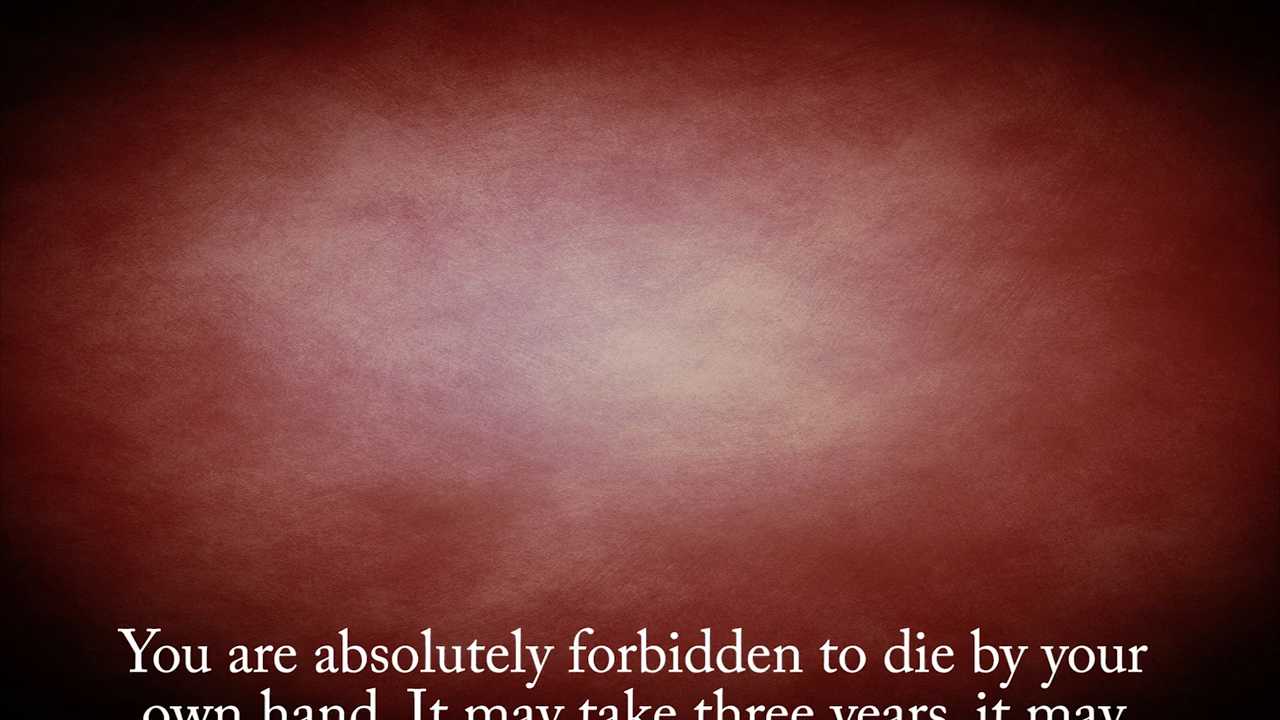 You are absolutely forbidden to die by your
own hand. It may take three years, it may